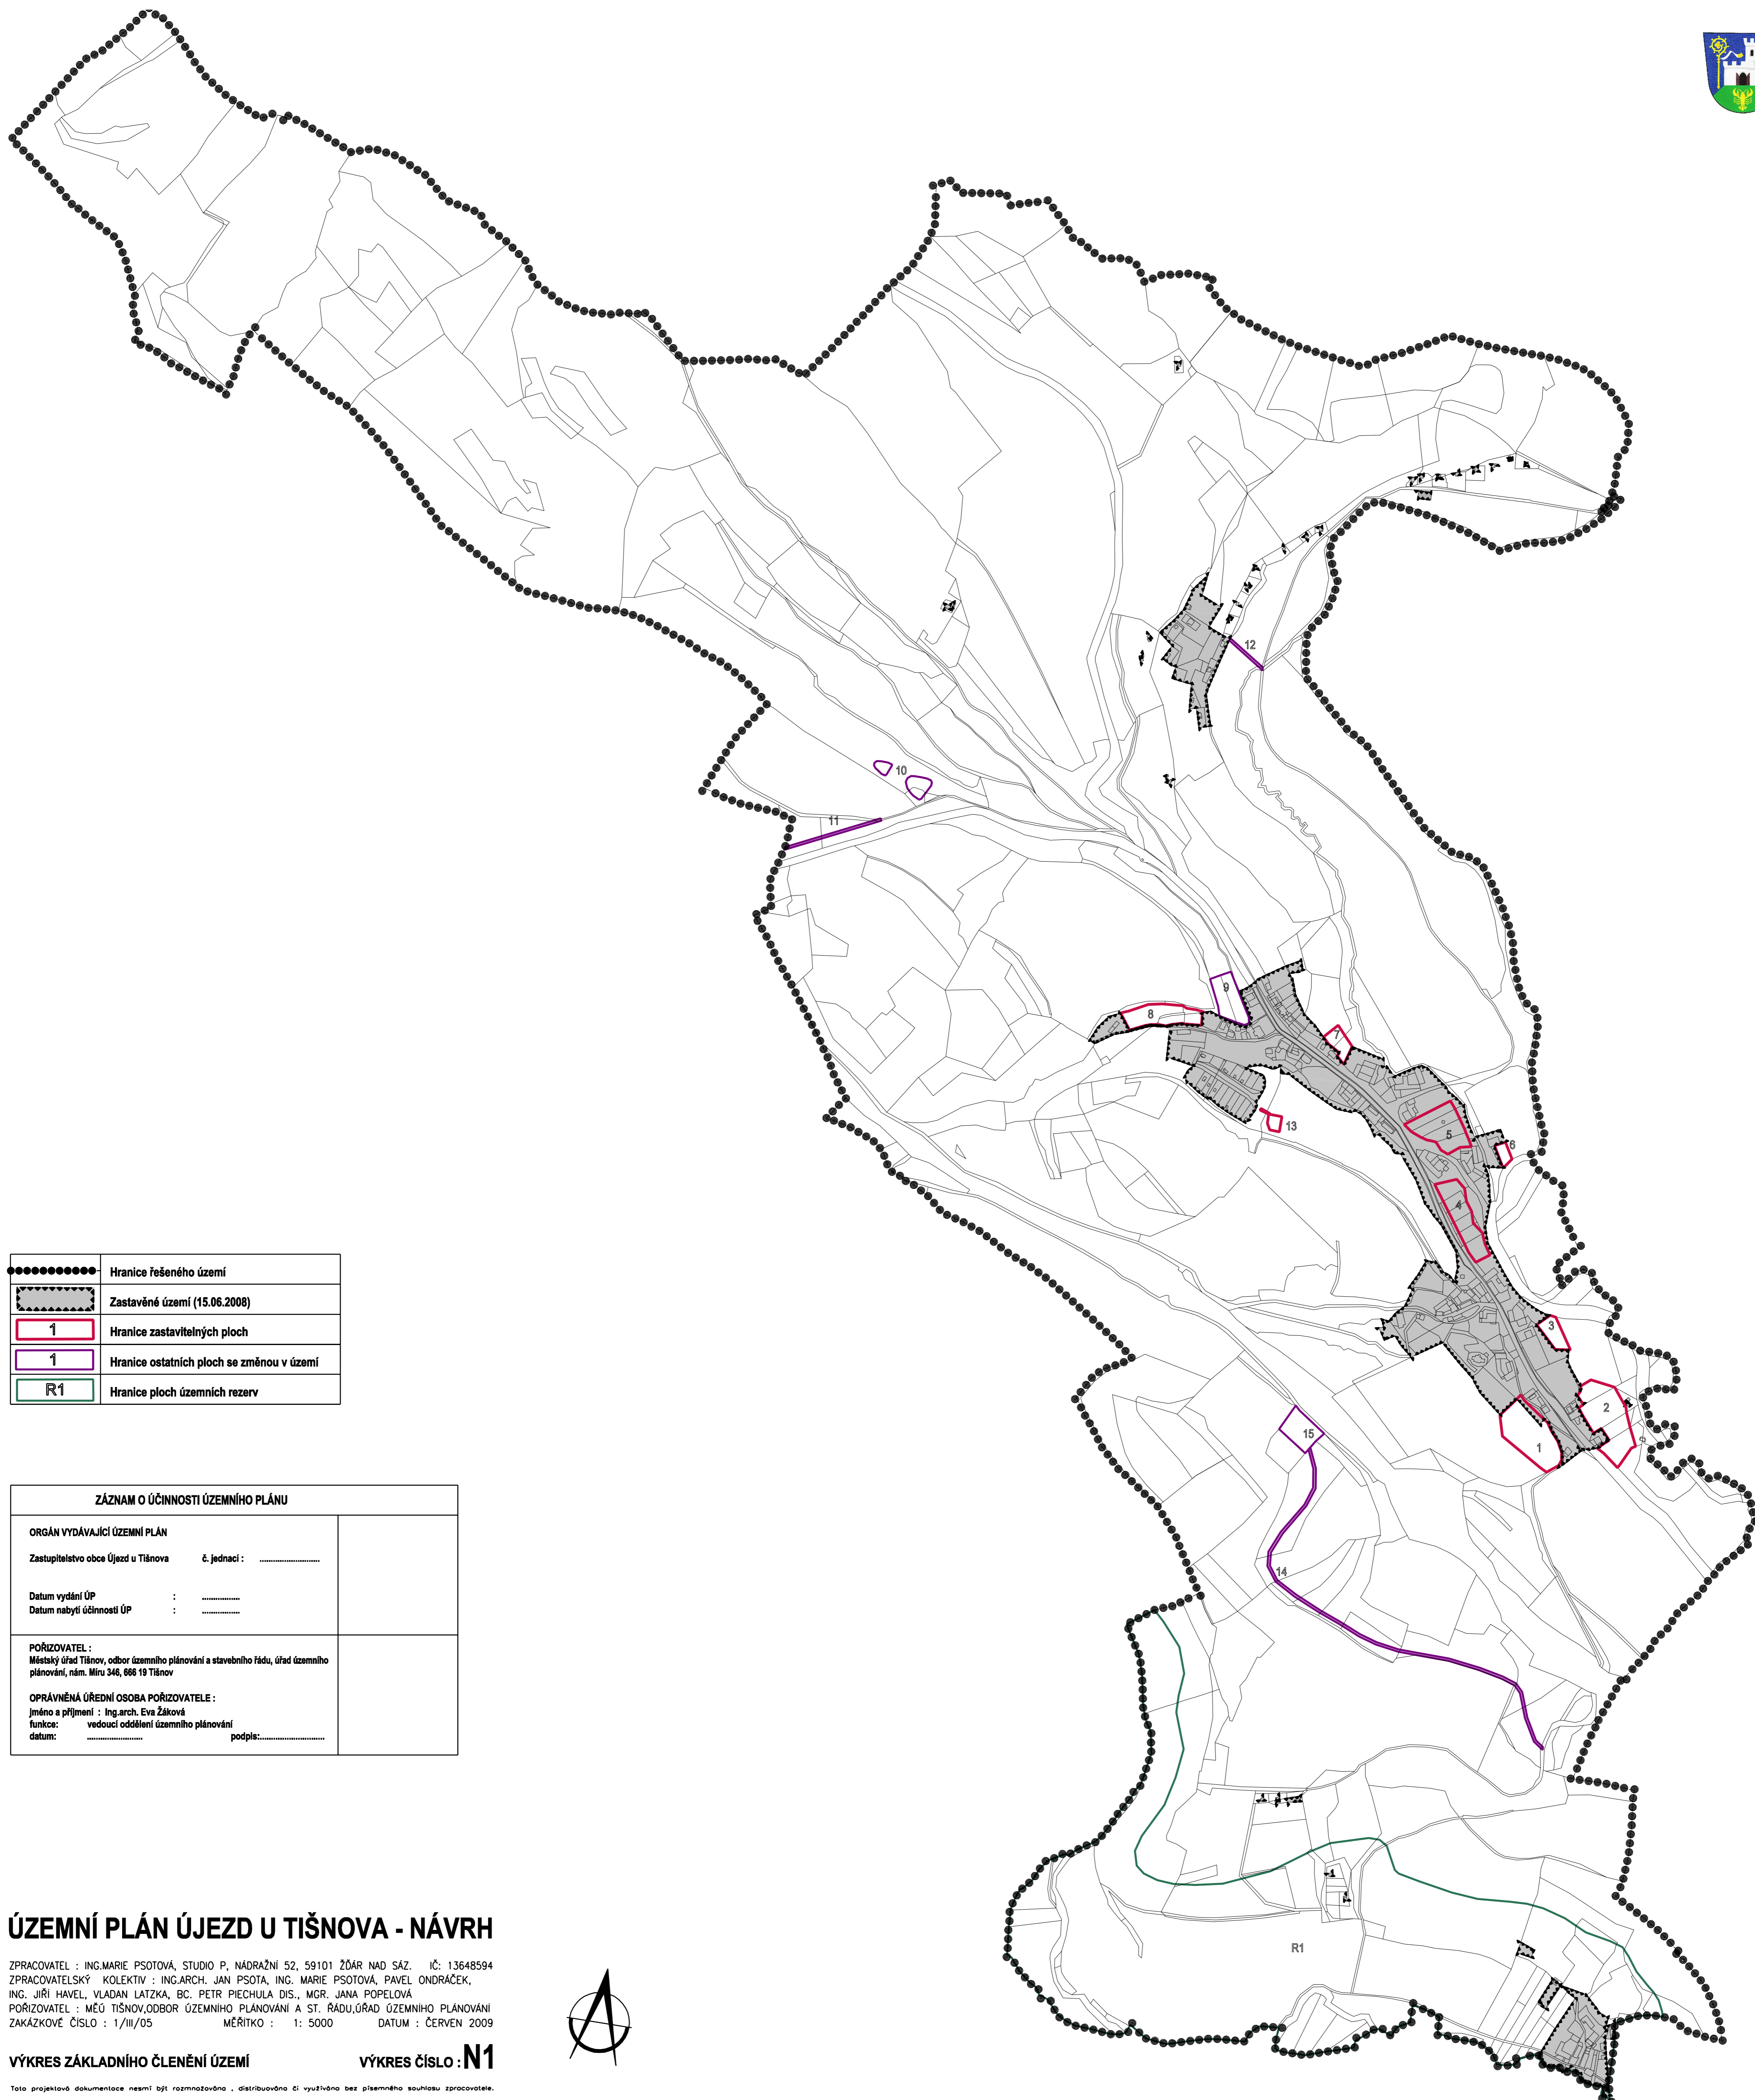 12
10
11
9
8
7
13
5
6
4
3
2
1
15
14
R1
Hranice řešeného území
Zastavěné území (15.06.2008)
1 Hranice zastavitelných ploch
1 Hranice ostatních ploch se změnou v území
R1 Hranice ploch územních rezerv
ZÁZNAM O ÚČINNOSTI ÚZEMNÍHO PLÁNU
ORGÁN VYDÁVAJÍCÍ ÚZEMNÍ PLÁN
Zastupitelstvo obce Újezd u Tišnova č. jednací : ...........................
Datum vydání ÚP : .................
Datum nabytí účinnosti ÚP : .................
POŘIZOVATEL :
Městský úřad Tišnov, odbor územního plánování a stavebního řádu, úřad územního
plánování, nám. Míru 346, 666 19 Tišnov
OPRÁVNĚNÁ ÚŘEDNÍ OSOBA POŘIZOVATELE :
jméno a příjmení : Ing.arch. Eva Žáková
funkce: vedoucí oddělení územního plánování
datum: ......................... podpis:.............................
ÚZEMNÍ PLÁN ÚJEZD U TIŠNOVA - NÁVRH
ZPRACOVATEL : ING.MARIE PSOTOVÁ, STUDIO P, NÁDRAŽNÍ 52, 59101 ŽĎÁR NAD SÁZ. IČ: 13648594
ZPRACOVATELSKÝ KOLEKTIV : ING.ARCH. JAN PSOTA, ING. MARIE PSOTOVÁ, PAVEL ONDRÁČEK,
ING. JIŘÍ HAVEL, VLADAN LATZKA, BC. PETR PIECHULA DIS., MGR. JANA POPELOVÁ
POŘIZOVATEL : MĚÚ TIŠNOV,ODBOR ÚZEMNÍHO PLÁNOVÁNÍ A ST. ŘÁDU,ÚŘAD ÚZEMNÍHO PLÁNOVÁNÍ
ZAKÁZKOVÉ ČÍSLO : 1/III/05 MĚŘÍTKO : 1: 5000 DATUM : ČERVEN 2009
VÝKRES ZÁKLADNÍHO ČLENĚNÍ ÚZEMÍ VÝKRES ČÍSLO : N1
Tato projektová dokumentace nesmí být rozmnožována , distribuována či využívána bez písemného souhlasu zpracovatele.